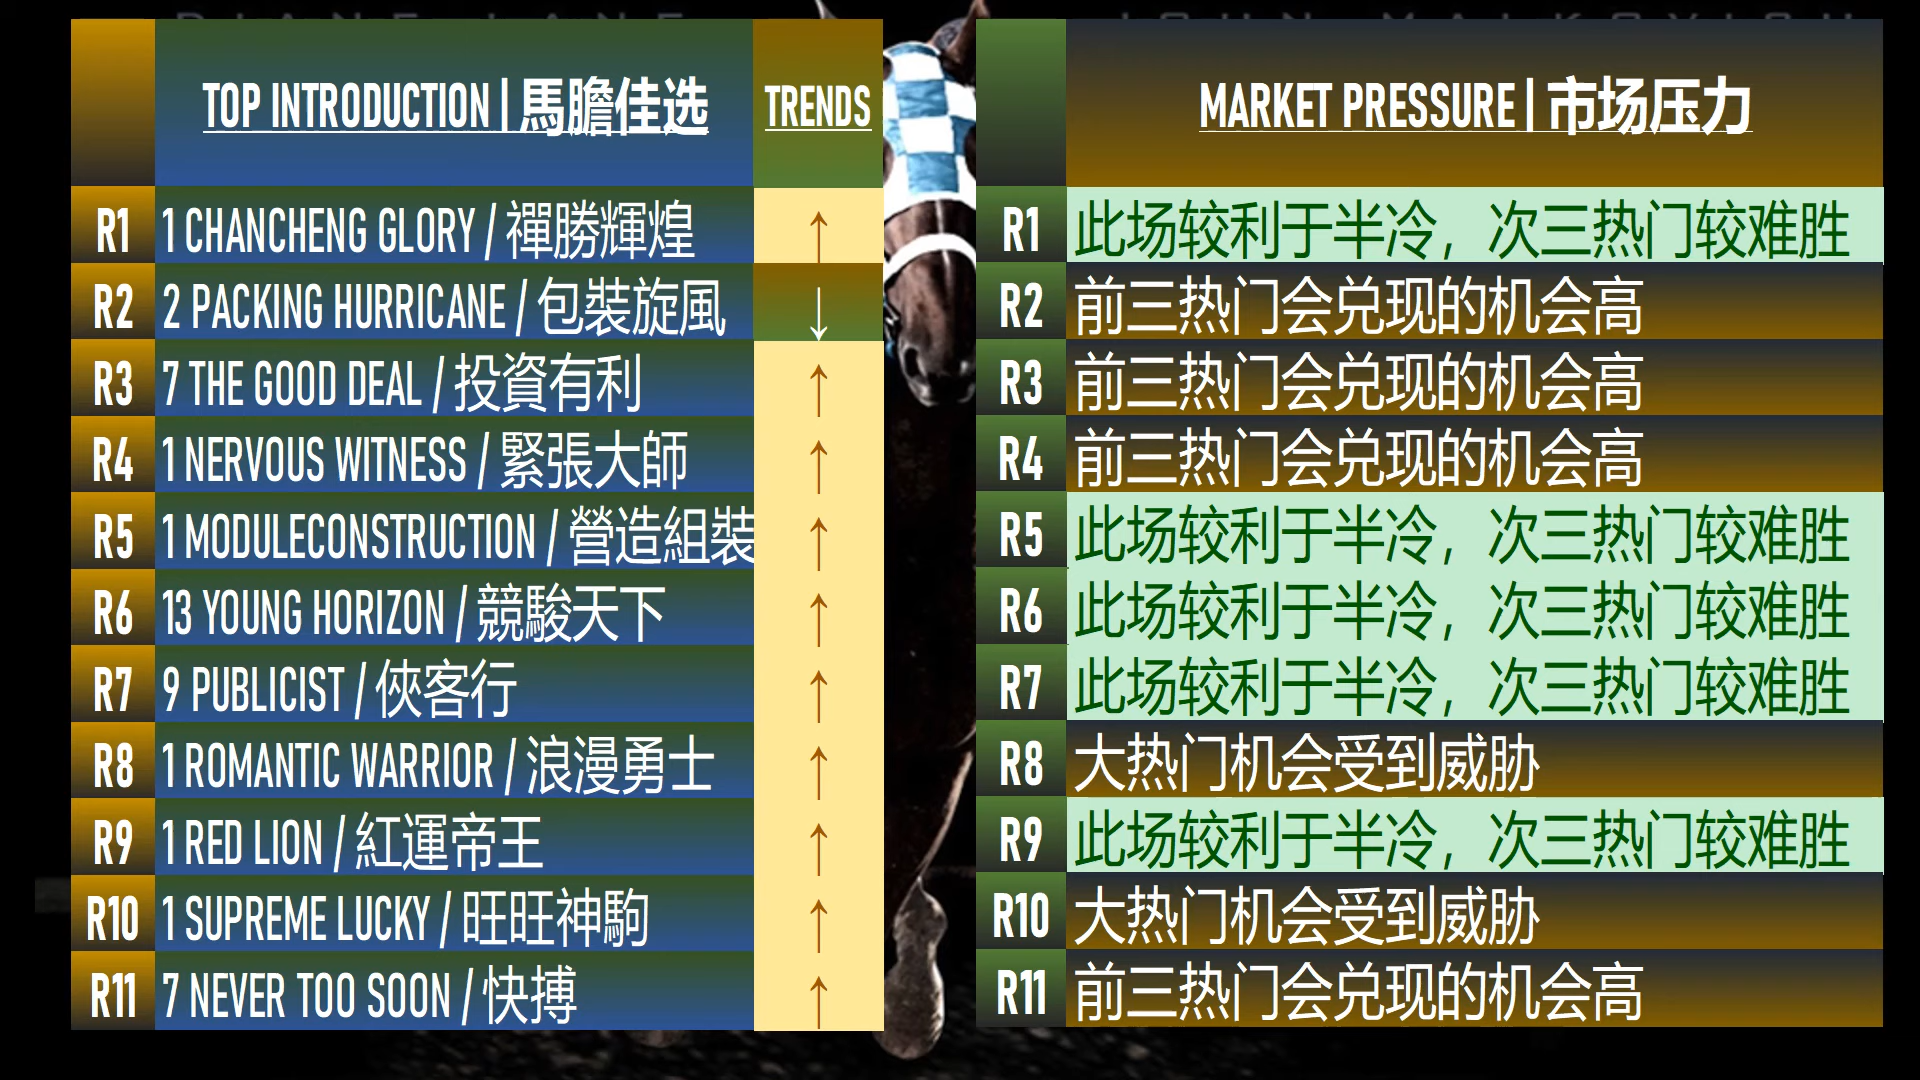 TOP INTRODUCTION | 馬膽佳选
TRENDS
R1 1 CHANCHENG GLORY / 禪勝輝煌 ↑
R2 2 PACKING HURRICANE / 包裝旋風 ↓
R3 7 THE GOOD DEAL / 投資有利 ↑
R4 1 NERVOUS WITNESS / 緊張大師 ↑
R5 1 MODULECONSTRUCTION / 營造組裝 ↑
R6 13 YOUNG HORIZON / 競駿天下 ↑
R7 9 PUBLICIST / 俠客行 ↑
R8 1 ROMANTIC WARRIOR / 浪漫勇士 ↑
R9 1 RED LION / 紅運帝王 ↑
R10 1 SUPREME LUCKY / 旺旺神駒 ↑
R11 7 NEVER TOO SOON / 快搏 ↑
MARKET PRESSURE | 市场压力
R1 此场较利于半冷，次三热门较难胜
R2 前三热门会兑现的机会高
R3 前三热门会兑现的机会高
R4 前三热门会兑现的机会高
R5 此场较利于半冷，次三热门较难胜
R6 此场较利于半冷，次三热门较难胜
R7 此场较利于半冷，次三热门较难胜
R8 大热门机会受到威胁
R9 此场较利于半冷，次三热门较难胜
R10 大热门机会受到威胁
R11 前三热门会兑现的机会高